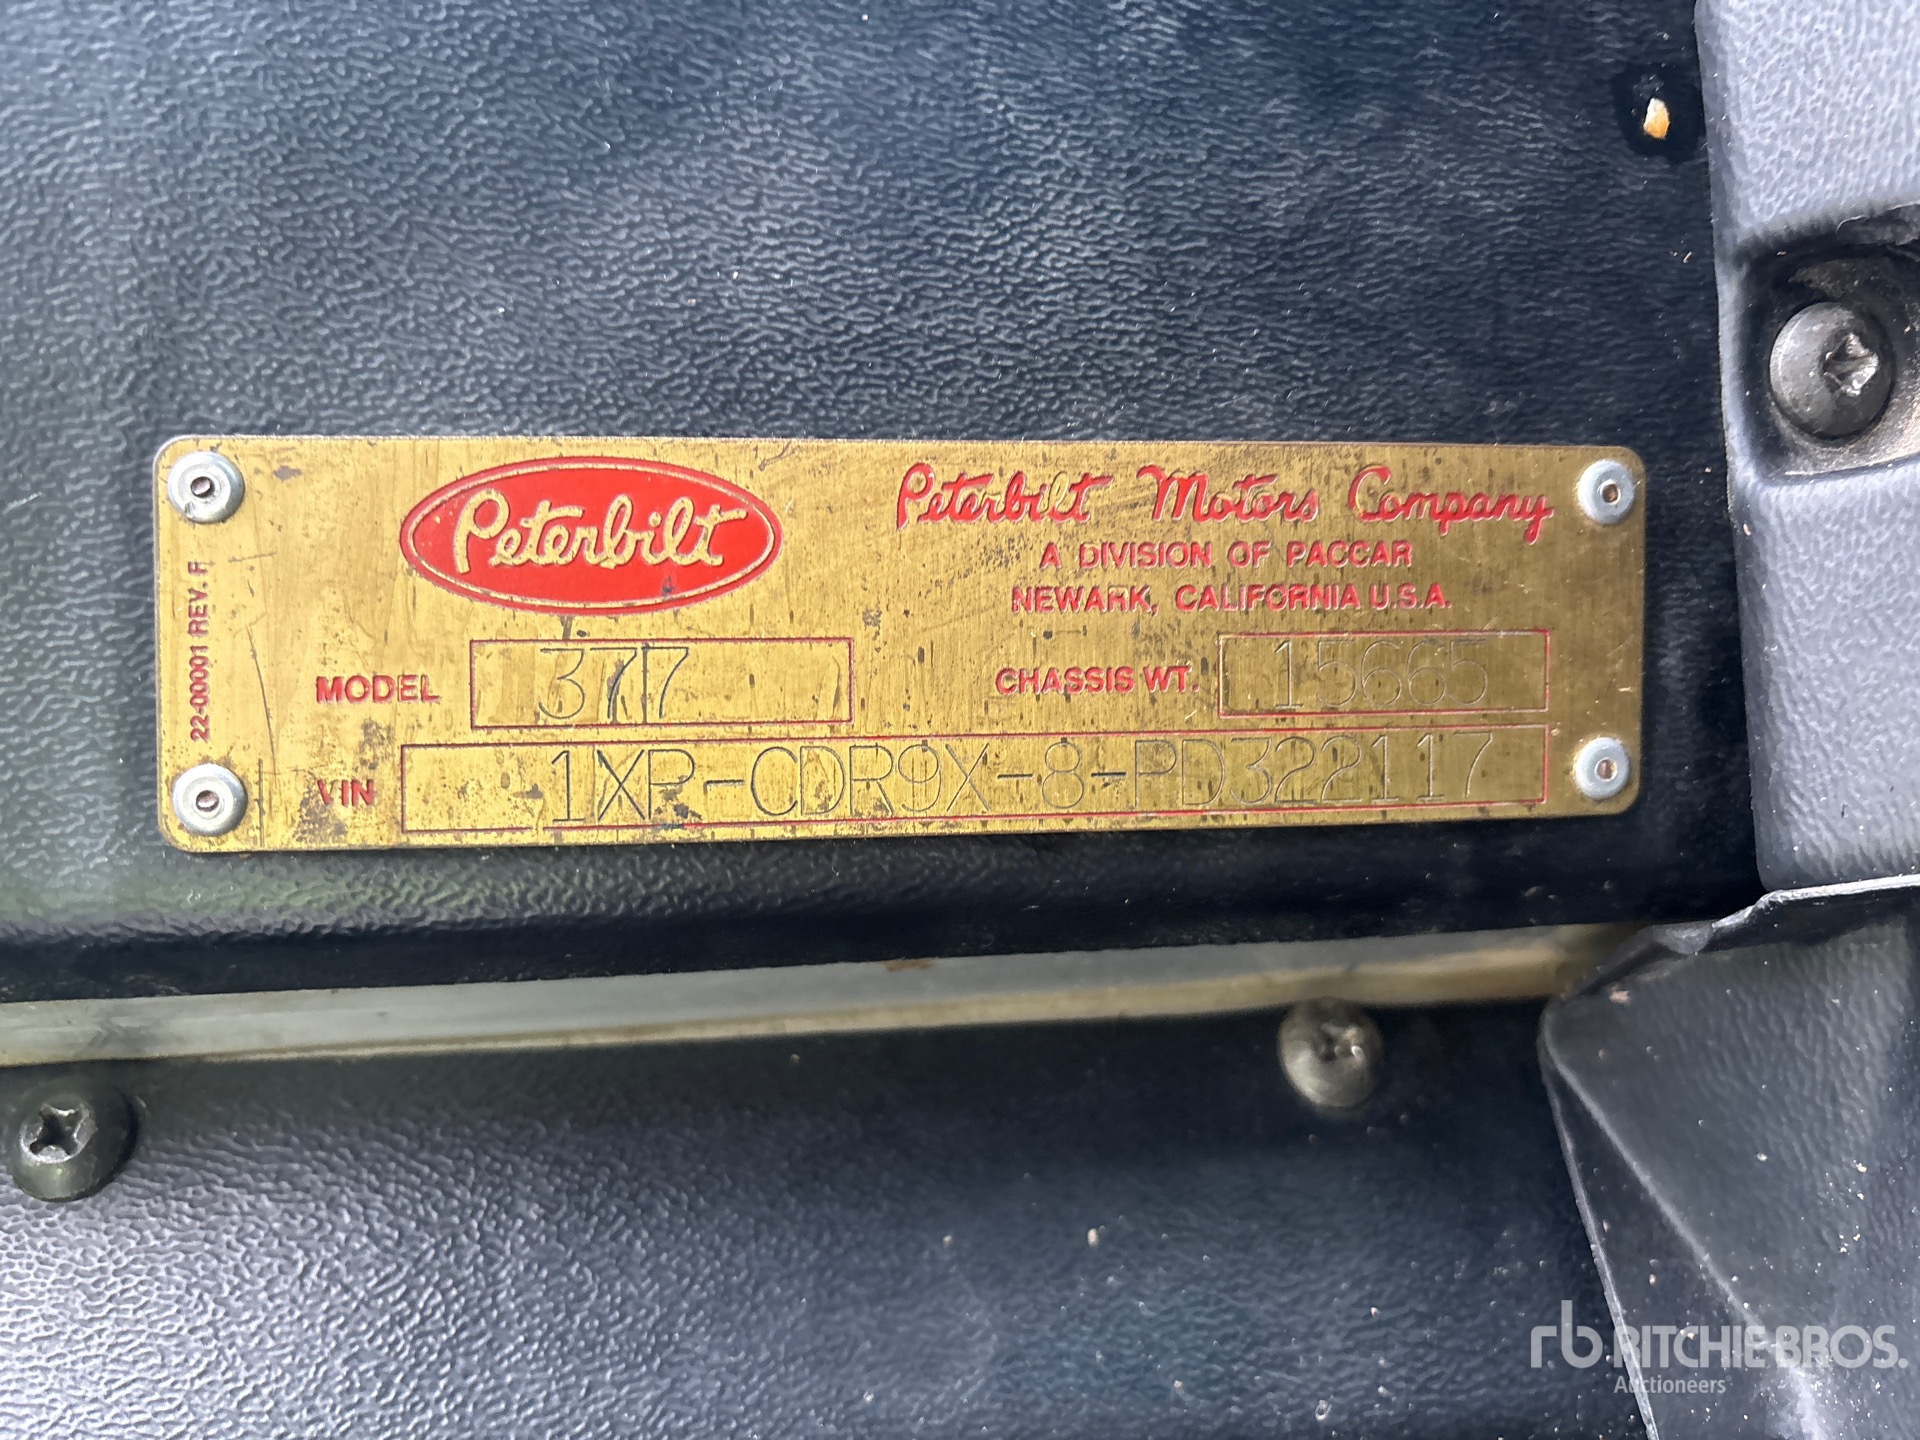 Peterbilt
Peterbilt Motors Company
A DIVISION OF PACCAR
NEWARK, CALIFORNIA U.S.A.
22-00001 REV. F
MODEL 377
CHASSIS WT. 15665
VIN 1XP-CDR9X-8-PD322117
rb RITCHIE BROS.
Auctioneers